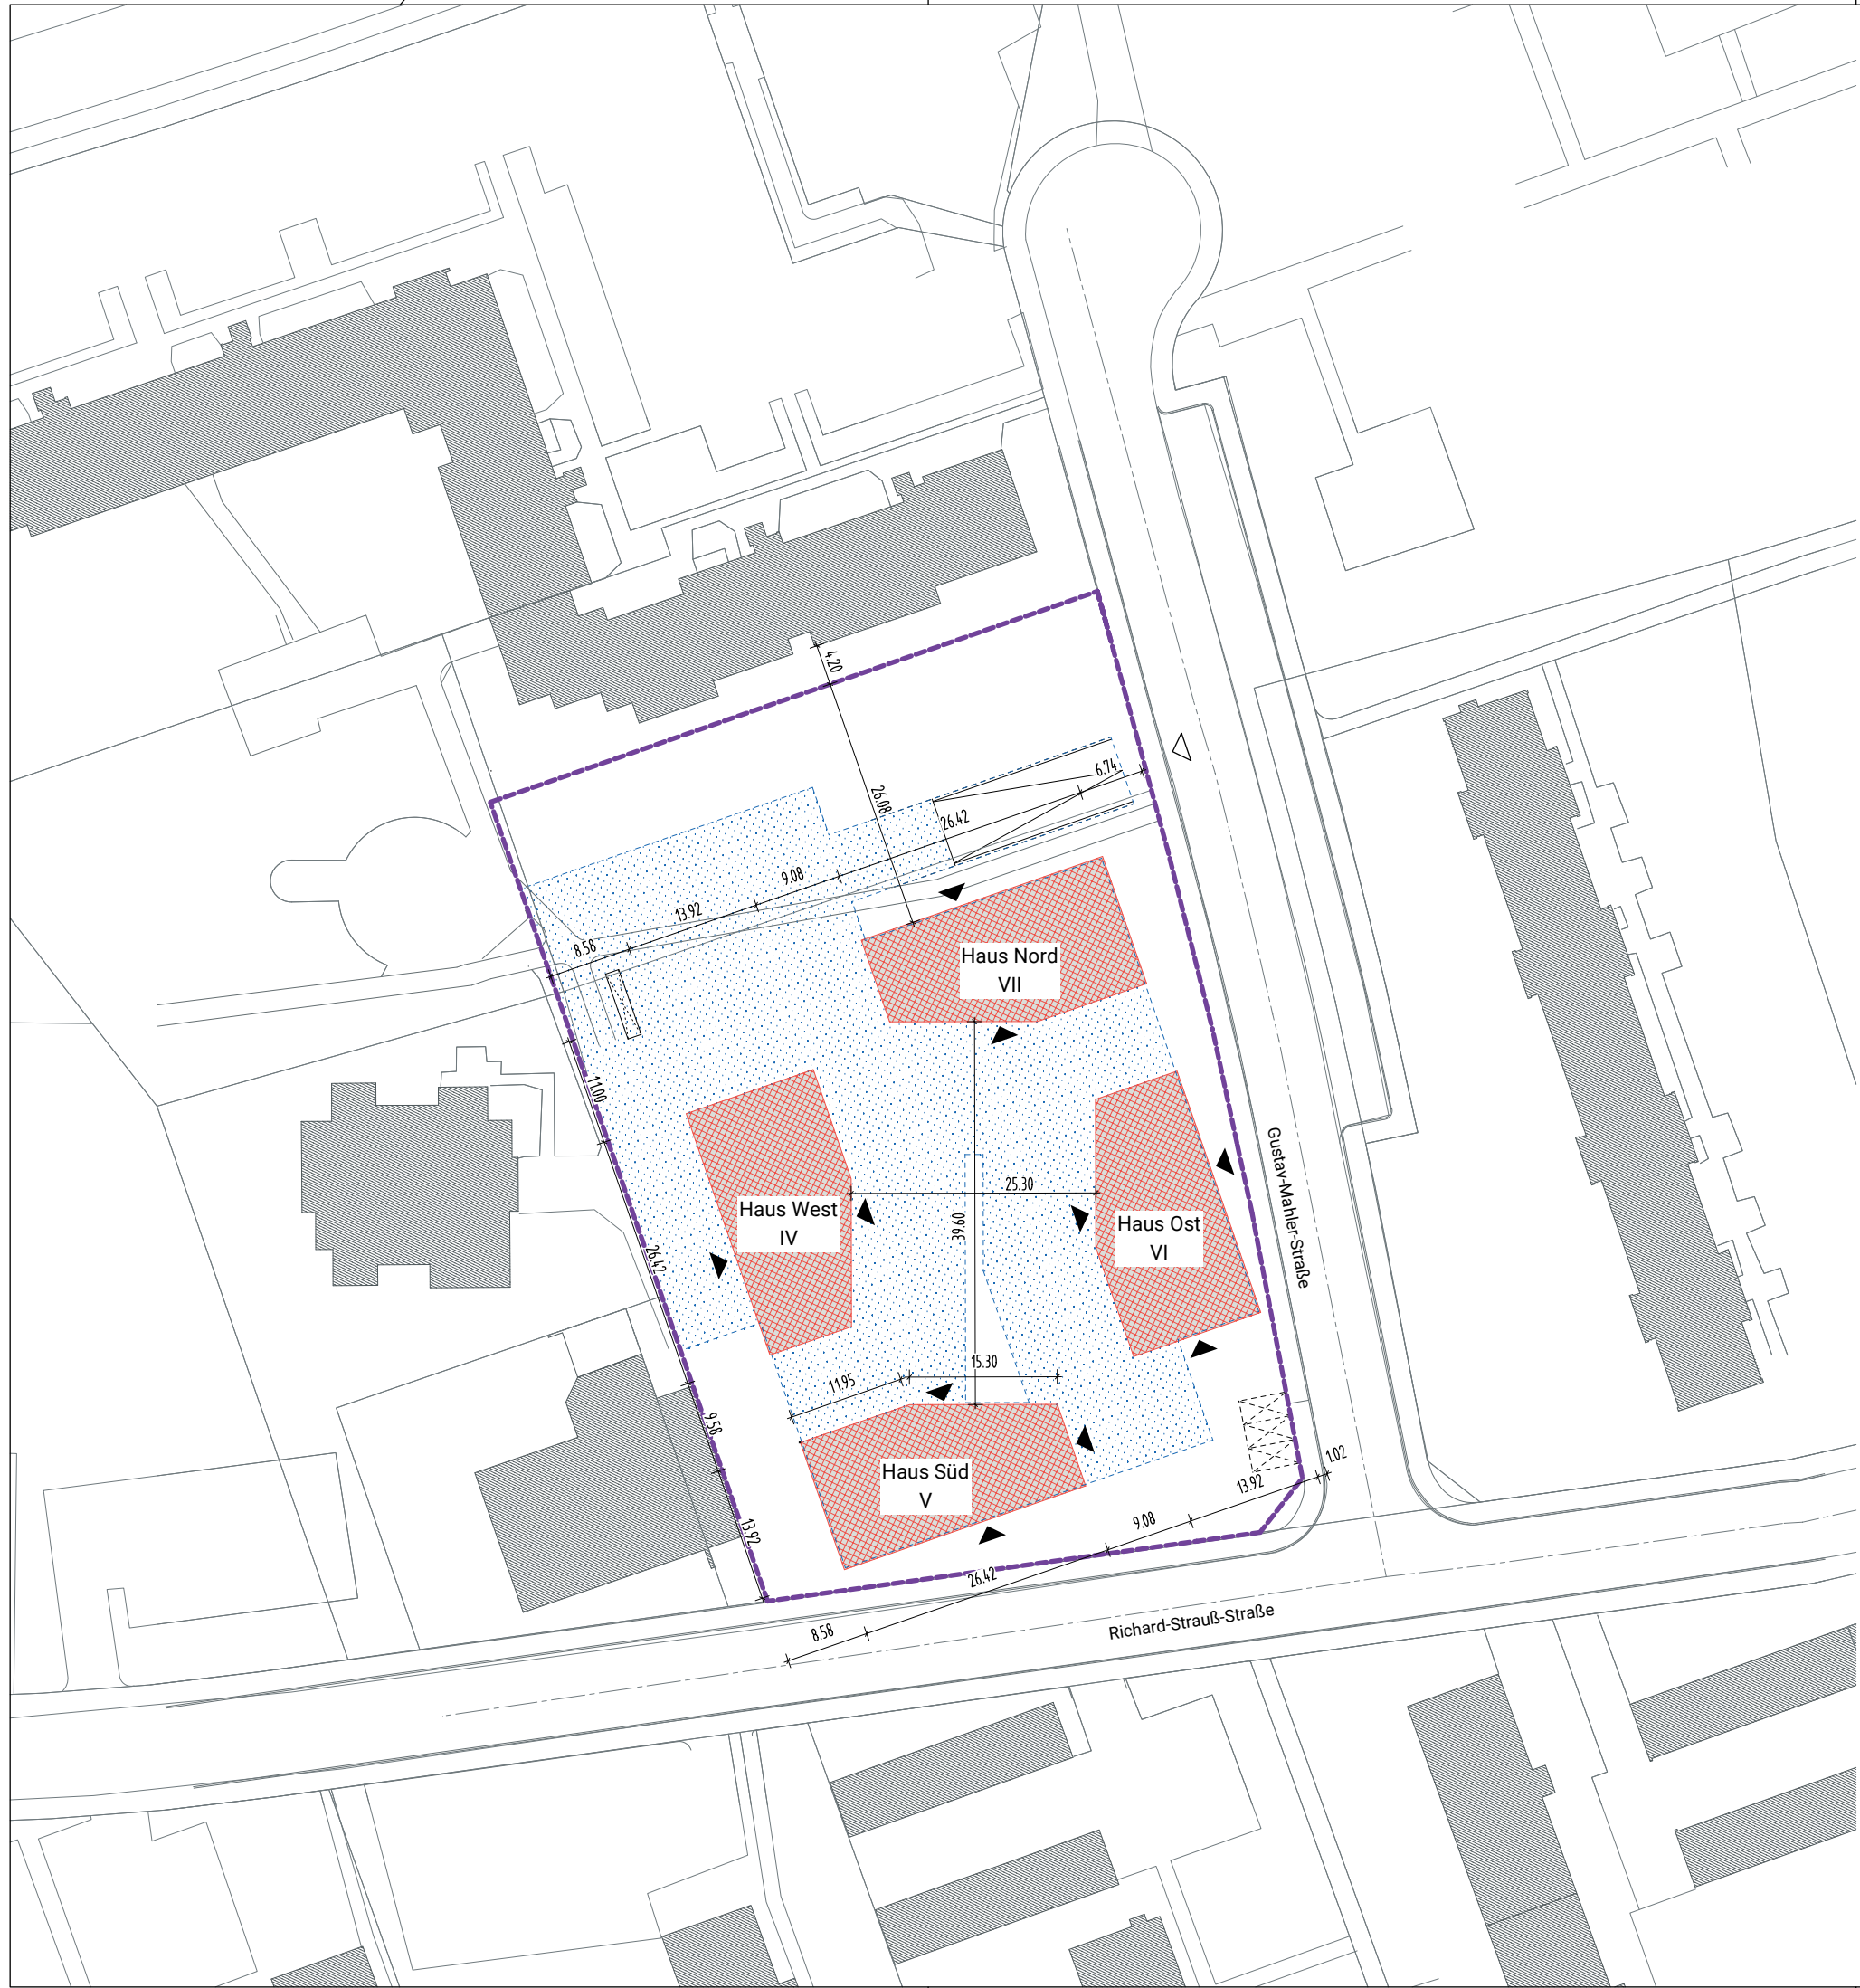 4.20
26.08
6.74
26.42
9.08
13.92
8.58
Haus Nord
VII
11.00
Gustav-Mahler-Straße
25.30
Haus West
IV
39.60
Haus Ost
VI
26.42
15.30
11.95
9.58
1.02
Haus Süd
V
13.92
9.08
13.92
26.42
Richard-Strauß-Straße
8.58